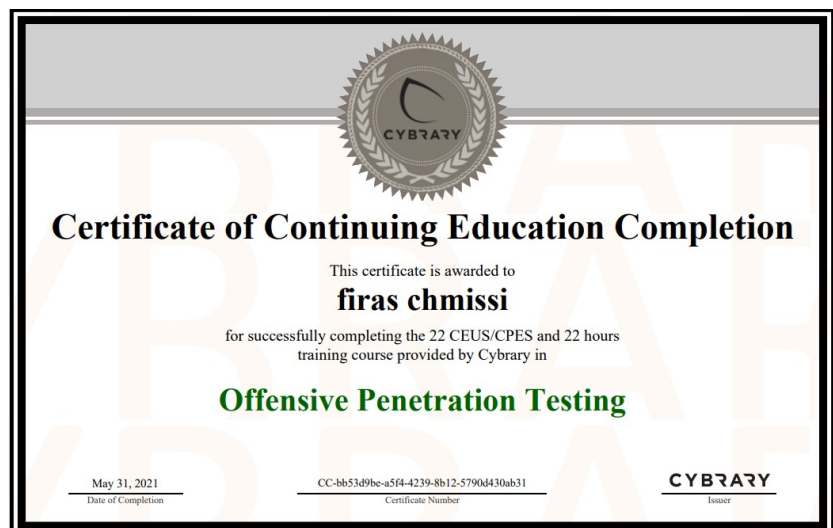 CYBRARY
Certificate of Continuing Education Completion
This certificate is awarded to
firas chmissi
for successfully completing the 22 CEUS/CPES and 22 hours
training course provided by Cybrary in
Offensive Penetration Testing
May 31, 2021
Date of Completion
CC-bb53d9be-a5f4-4239-8b12-5790d430ab31
Certificate Number
CYBRARY
Issuer